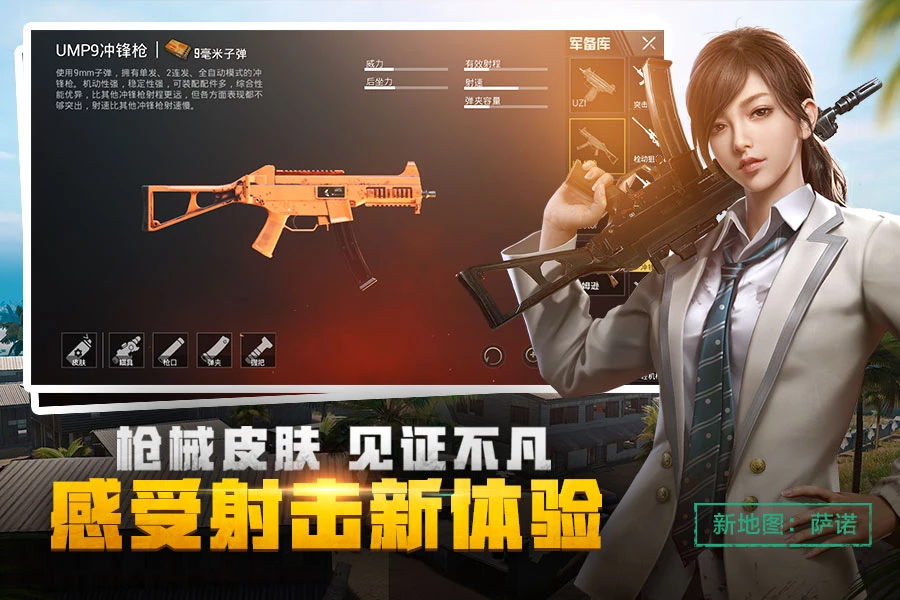 UMP9冲锋枪
9毫米子弹
使用9mm子弹，拥有单发、2连发、全自动模式的冲
锋枪。机动性强，稳定性强，可装配配件多，综合性
能优异，比其他冲锋枪射程更远，但各方面表现都不
够突出，射速比其他冲锋枪射速慢。
威力
后坐力
有效射程
射速
弹夹容量
军备库
UZI
突击
栓动狙
姆逊
皮肤
瞄具
枪口
弹夹
握把
枪械皮肤 见证不凡
感受射击新体验
新地图：萨诺